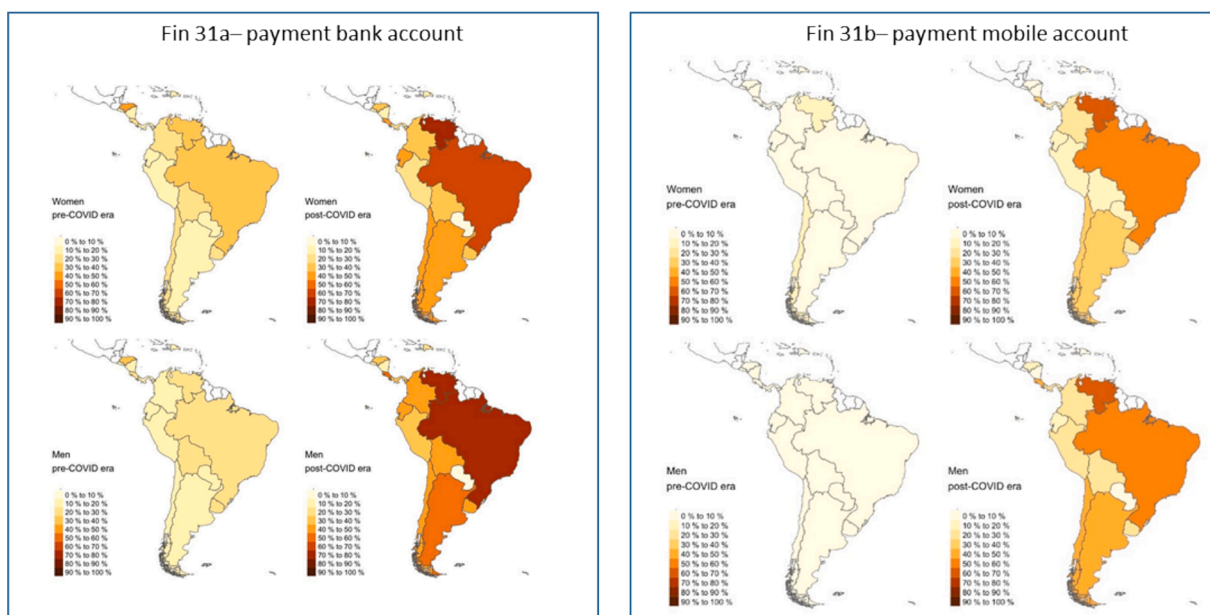 Fin 31a– payment bank account
Women
pre-COVID era
0 % to 10 %
10 % to 20 %
20 % to 30 %
30 % to 40 %
40 % to 50 %
50 % to 60 %
60 % to 70 %
70 % to 80 %
80 % to 90 %
90 % to 100 %
Women
post-COVID era
0 % to 10 %
10 % to 20 %
20 % to 30 %
30 % to 40 %
40 % to 50 %
50 % to 60 %
60 % to 70 %
70 % to 80 %
80 % to 90 %
90 % to 100 %
Men
pre-COVID era
0 % to 10 %
10 % to 20 %
20 % to 30 %
30 % to 40 %
40 % to 50 %
50 % to 60 %
60 % to 70 %
70 % to 80 %
80 % to 90 %
90 % to 100 %
Men
post-COVID era
0 % to 10 %
10 % to 20 %
20 % to 30 %
30 % to 40 %
40 % to 50 %
50 % to 60 %
60 % to 70 %
70 % to 80 %
80 % to 90 %
90 % to 100 %
Fin 31b– payment mobile account
Women
pre-COVID era
0 % to 10 %
10 % to 20 %
20 % to 30 %
30 % to 40 %
40 % to 50 %
50 % to 60 %
60 % to 70 %
70 % to 80 %
80 % to 90 %
90 % to 100 %
Women
post-COVID era
0 % to 10 %
10 % to 20 %
20 % to 30 %
30 % to 40 %
40 % to 50 %
50 % to 60 %
60 % to 70 %
70 % to 80 %
80 % to 90 %
90 % to 100 %
Men
pre-COVID era
0 % to 10 %
10 % to 20 %
20 % to 30 %
30 % to 40 %
40 % to 50 %
50 % to 60 %
60 % to 70 %
70 % to 80 %
80 % to 90 %
90 % to 100 %
Men
post-COVID era
0 % to 10 %
10 % to 20 %
20 % to 30 %
30 % to 40 %
40 % to 50 %
50 % to 60 %
60 % to 70 %
70 % to 80 %
80 % to 90 %
90 % to 100 %